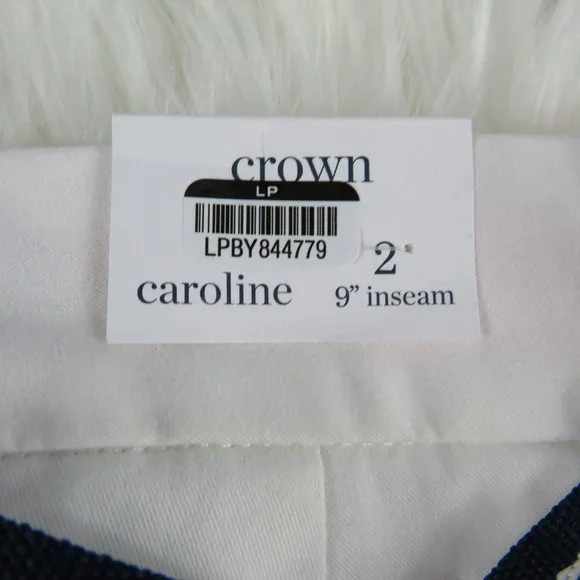 crown
LP
LPBY844779
2
caroline
9” inseam